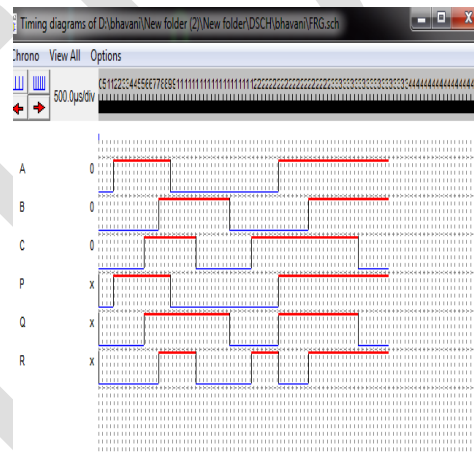 Timing diagrams of D:\bhavani\New folder (2)\New folder\DSCH\bhavani\FRG.sch
Chrono View All Options
500.0µs/div
A 0
B 0
C 0
P x
Q x
R x